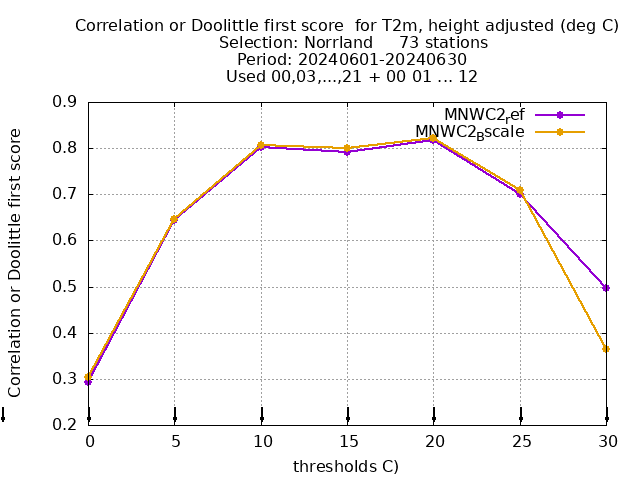 Correlation or Doolittle first score  for T2m, height adjusted (deg C)
Selection: Norrland     73 stations
Period: 20240601-20240630
Used 00,03,...,21 + 00 01 ... 12
MNWC2ref
MNWC2Bscale
0.9
0.8
0.7
0.6
0.5
0.4
0.3
0.2
Correlation or Doolittle first score
0 5 10 15 20 25 30
thresholds C)